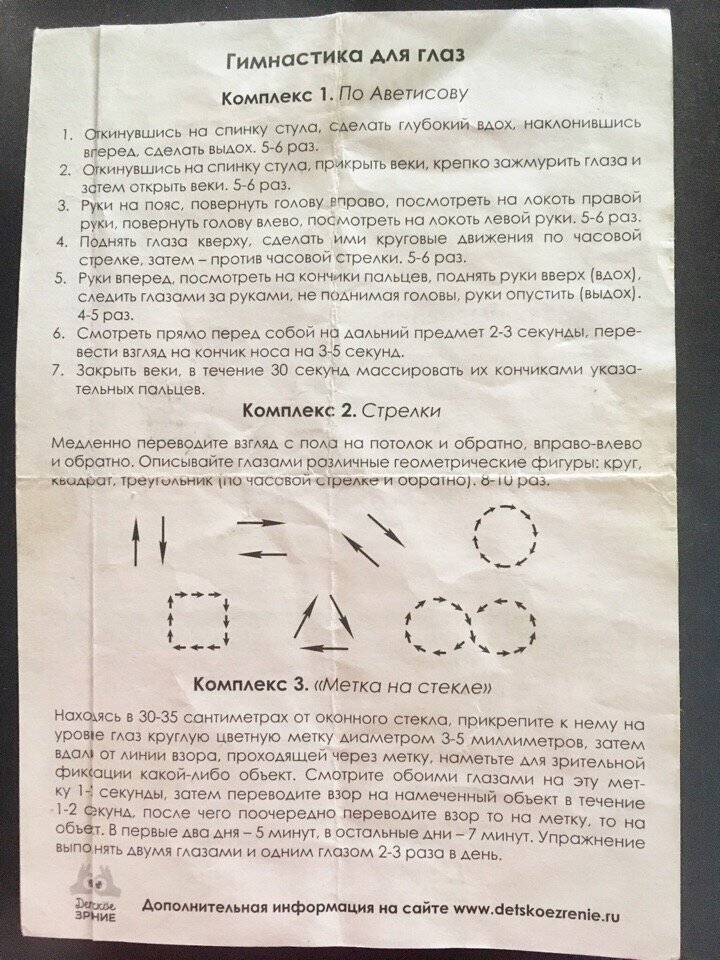 Гимнастика для глаз
Комплекс 1. По Аветисову
1. Откинувшись на спинку стула, сделать глубокий вдох, наклонившись
вперед, сделать выдох. 5-6 раз.
2. Откинувшись на спинку стула, прикрыть веки, крепко зажмурить глаза и
затем открыть веки. 5-6 раз.
3. Руки на пояс, повернуть голову вправо, посмотреть на локоть правой
руки, повернуть голову влево, посмотреть на локоть левой руки. 5-6 раз.
4. Поднять глаза кверху, сделать ими круговые движения по часовой
стрелке, затем – против часовой стрелки. 5-6 раз.
5. Руки вперед, посмотреть на кончики пальцев, поднять руки вверх (вдох),
следить глазами за руками, не поднимая головы, руки опустить (выдох).
4-5 раз.
6. Смотреть прямо перед собой на дальний предмет 2-3 секунды, пере-
вести взгляд на кончик носа на 3-5 секунд.
7. Закрыть веки, в течение 30 секунд массировать их кончиками указа-
тельных пальцев.
Комплекс 2. Стрелки
Медленно переводите взгляд с пола на потолок и обратно, вправо-влево
и обратно. Описывайте глазами различные геометрические фигуры: круг,
квадрат, треугольник (по часовой стрелке и обратно). 8-10 раз.
Комплекс 3. «Метка на стекле»
Находясь в 30-35 сантиметрах от оконного стекла, прикрепите к нему на
уровне глаз круглую цветную метку диаметром 3-5 миллиметров, затем
вдали от линии взора, проходящей через метку, наметьте для зрительной
фиксации какой-либо объект. Смотрите обоими глазами на эту мет-
ку 1-2 секунды, затем переводите взор на намеченный объект в течение
1-2 секунд, после чего поочередно переводите взор то на метку, то на
объект. В первые два дня – 5 минут, в остальные дни – 7 минут. Упражнение
выполнять двумя глазами и одним глазом 2-3 раза в день.
Детское
ЗРЕНИЕ
Дополнительная информация на сайте www.detskoezrenie.ru